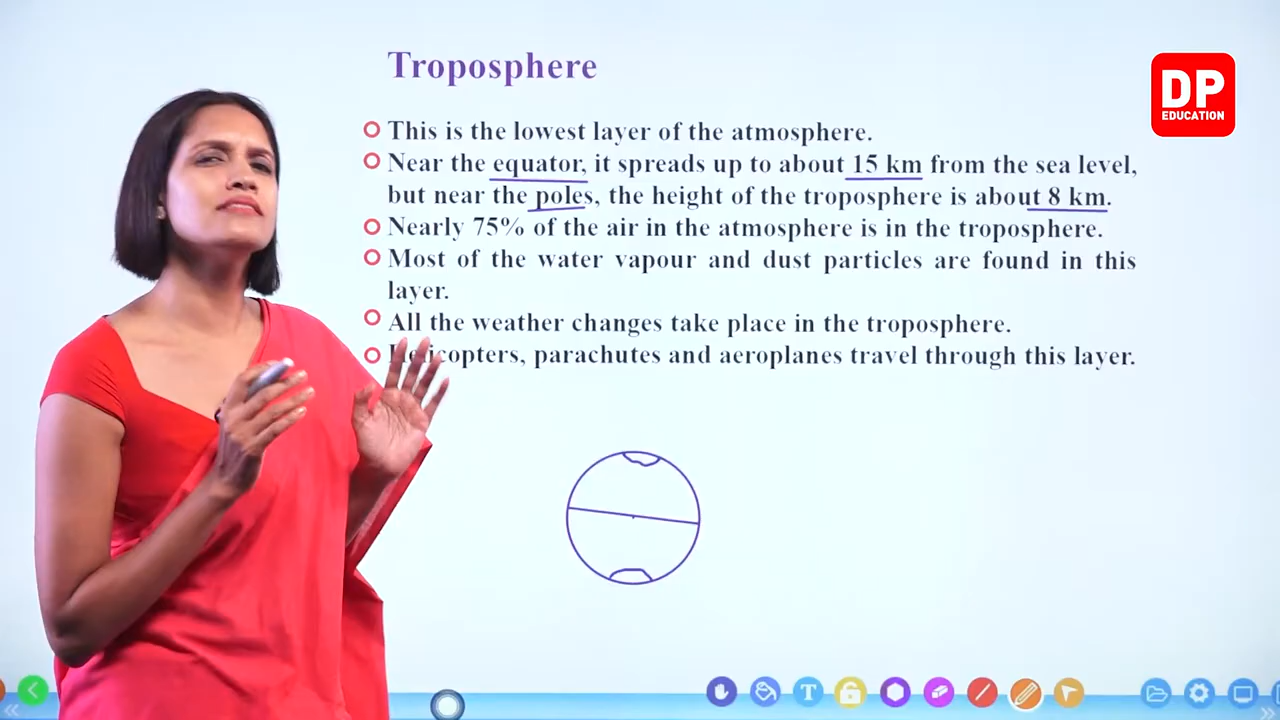 Troposphere
DP
EDUCATION
This is the lowest layer of the atmosphere.
Near the equator, it spreads up to about 15 km from the sea level,
but near the poles, the height of the troposphere is about 8 km.
Nearly 75% of the air in the atmosphere is in the troposphere.
Most of the water vapour and dust particles are found in this
layer.
All the weather changes take place in the troposphere.
Helicopters, parachutes and aeroplanes travel through this layer.
T